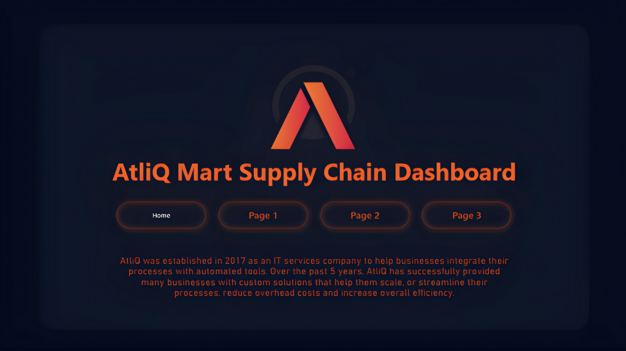 AtliQ Mart Supply Chain Dashboard
Home Page 1 Page 2 Page 3
AtliQ was established in 2017 as an IT services company to help businesses integrate their
processes with automated tools. Over the past 5 years, AtliQ has successfully provided
many businesses with custom solutions that help them scale, or streamline their
processes, reduce overhead costs and increase overall efficiency.